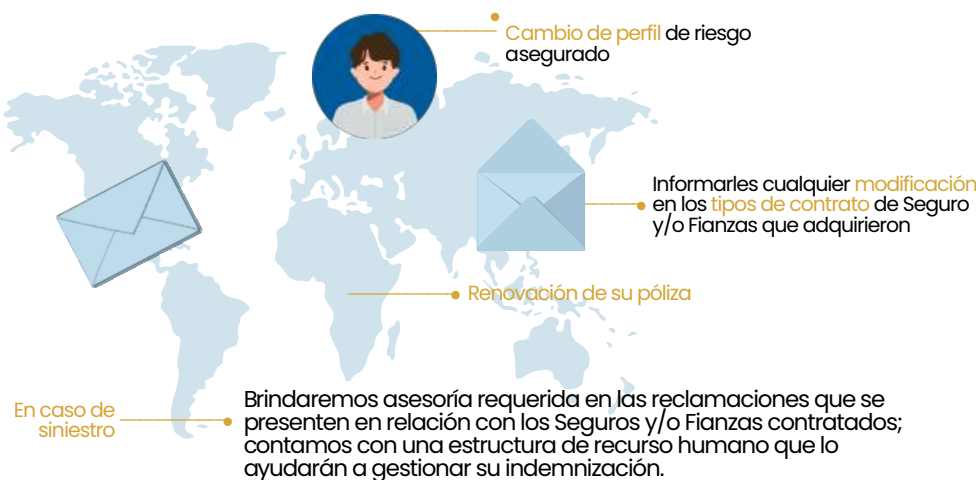 Cambio de perfil de riesgo
asegurado
Informarles cualquier modificación
en los tipos de contrato de Seguro
y/o Fianzas que adquirieron
Renovación de su póliza
En caso de
siniestro
Brindaremos asesoría requerida en las reclamaciones que se
presenten en relación con los Seguros y/o Fianzas contratados;
contamos con una estructura de recurso humano que lo
ayudarán a gestionar su indemnización.